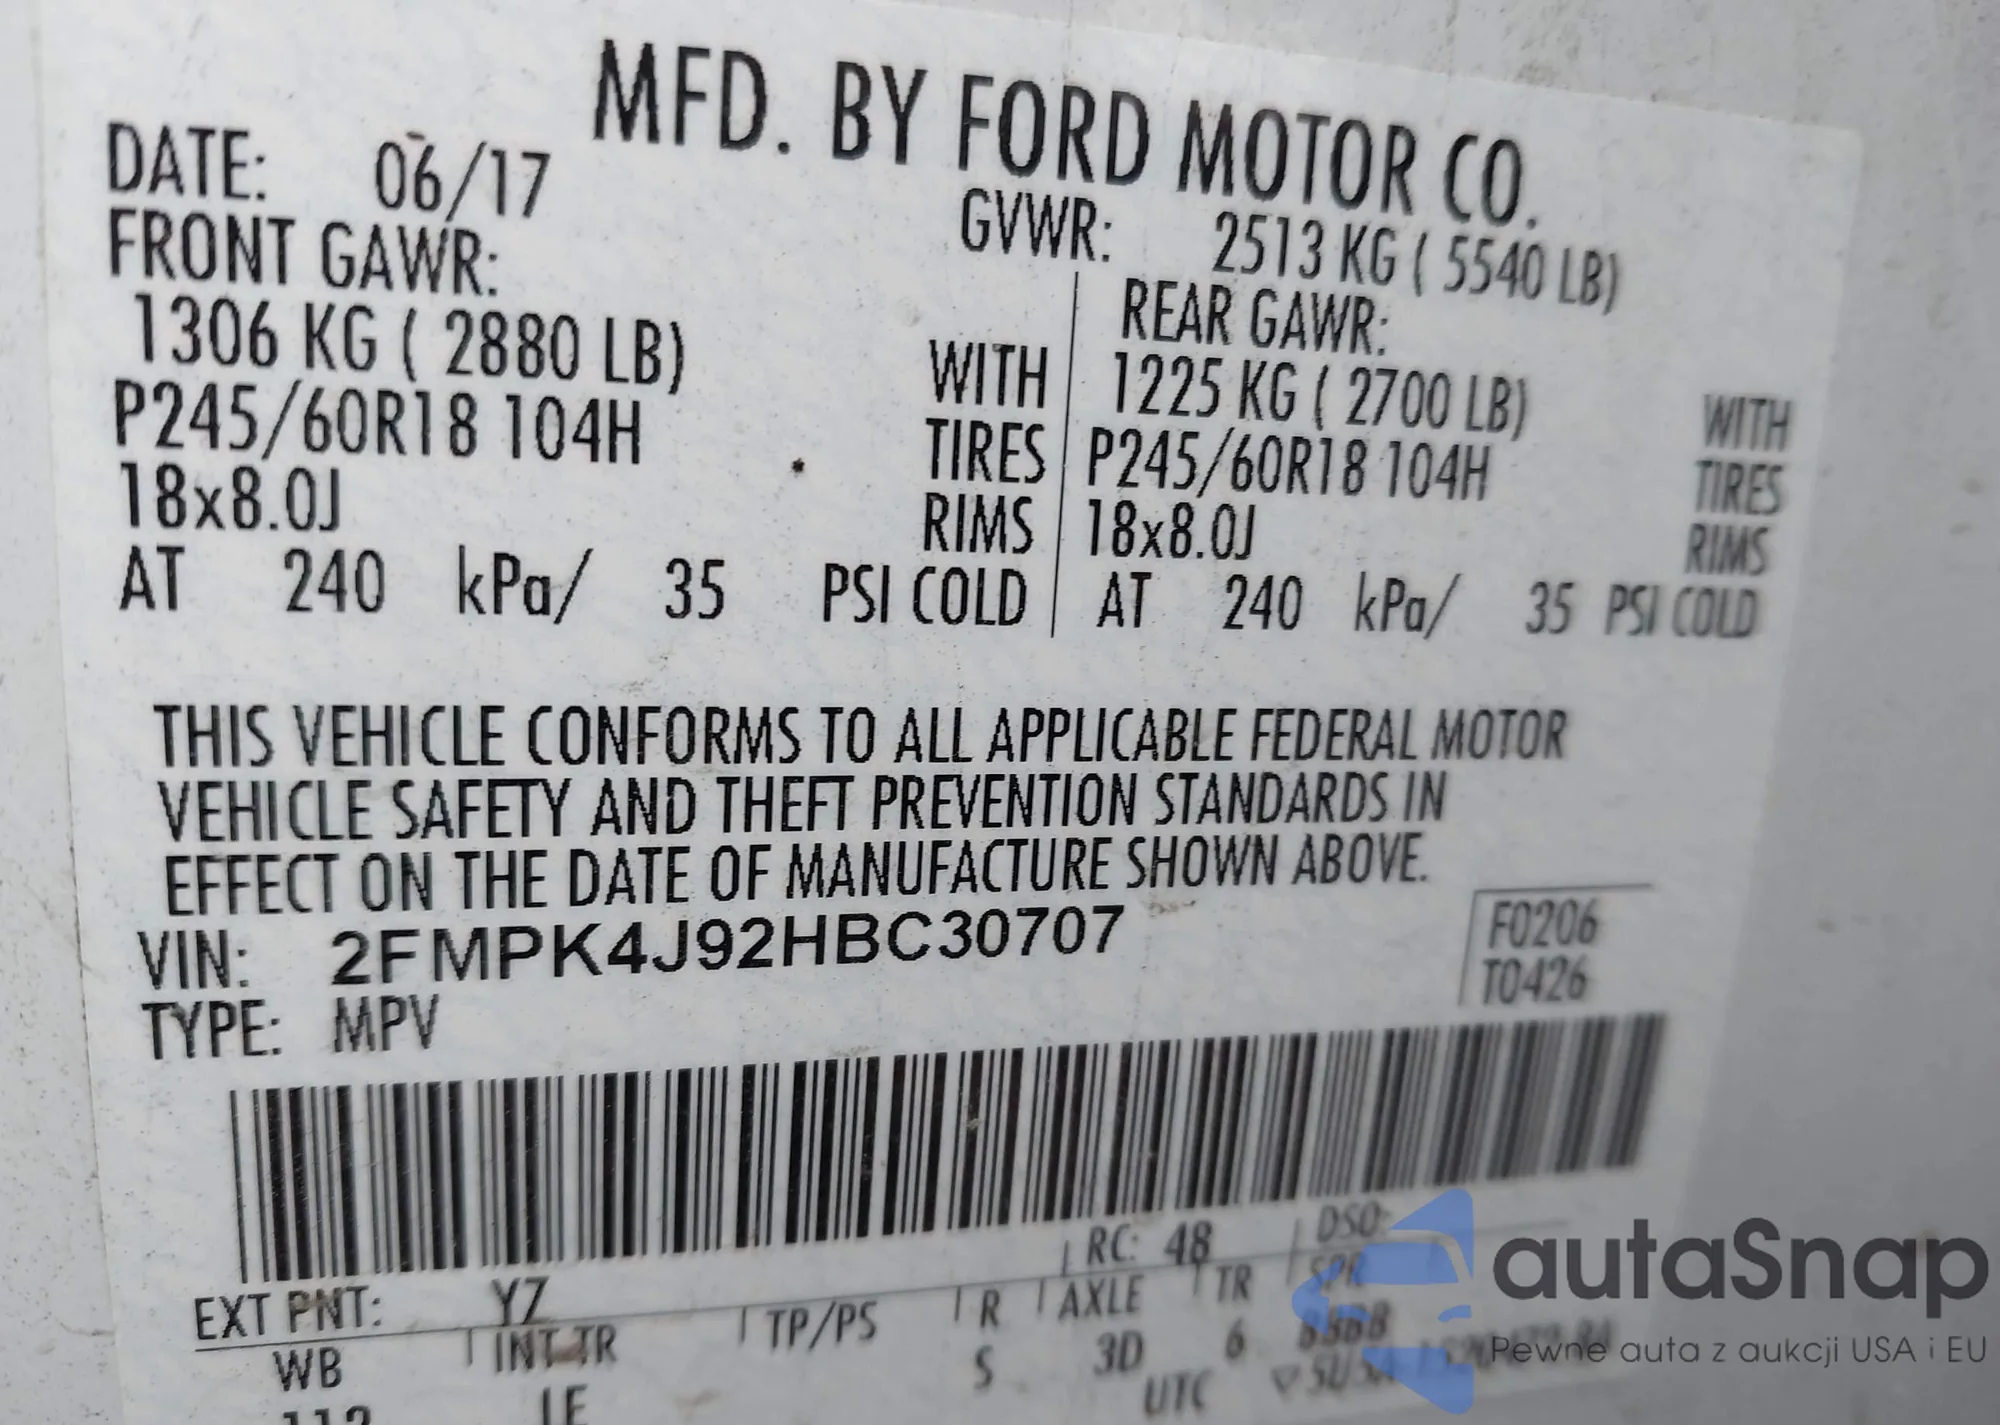 MFD. BY FORD MOTOR CO.
DATE: 06/17
GVWR: 2513 KG ( 5540 LB)
FRONT GAWR:
1306 KG ( 2880 LB) WITH
P245/60R18 104H TIRES
18x8.0J RIMS
AT 240 kPa/ 35 PSI COLD
REAR GAWR:
1225 KG ( 2700 LB) WITH
P245/60R18 104H TIRES
18x8.0J RIMS
AT 240 kPa/ 35 PSI COLD
THIS VEHICLE CONFORMS TO ALL APPLICABLE FEDERAL MOTOR
VEHICLE SAFETY AND THEFT PREVENTION STANDARDS IN
EFFECT ON THE DATE OF MANUFACTURE SHOWN ABOVE.
VIN: 2FMPK4J92HBC30707
F0206
T0426
TYPE: MPV
EXT PNT: YZ RC: 48 DSO:
WB INT TR TP/PS R AXLE TR SPR
112 IE S 3D 6 8888
UTC
autaSnap
Pewne auta z aukcji USA i EU